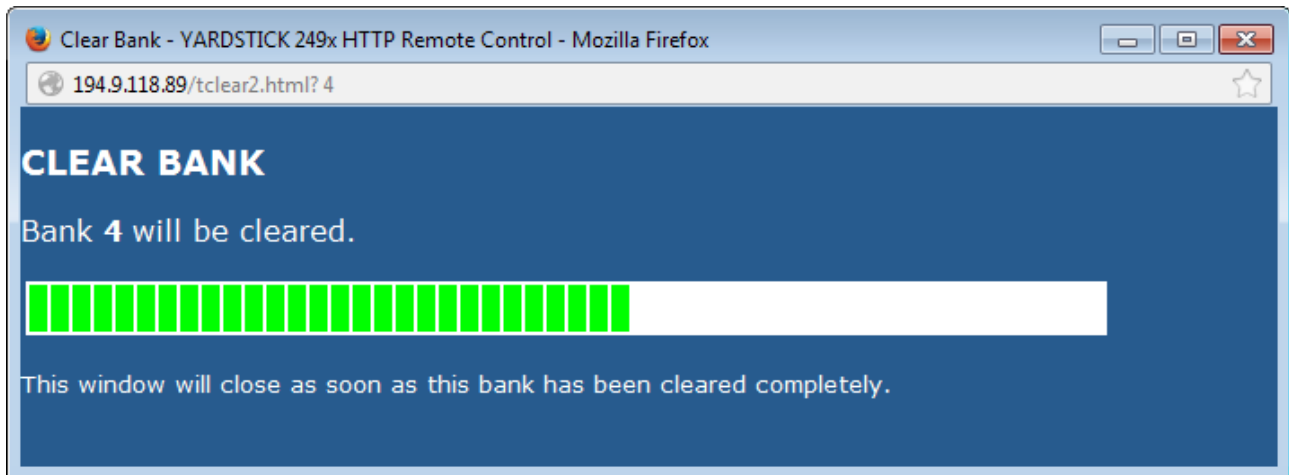 Clear Bank - YARDSTICK 249x HTTP Remote Control - Mozilla Firefox
194.9.118.89/tclear2.html? 4
CLEAR BANK
Bank 4 will be cleared.
This window will close as soon as this bank has been cleared completely.